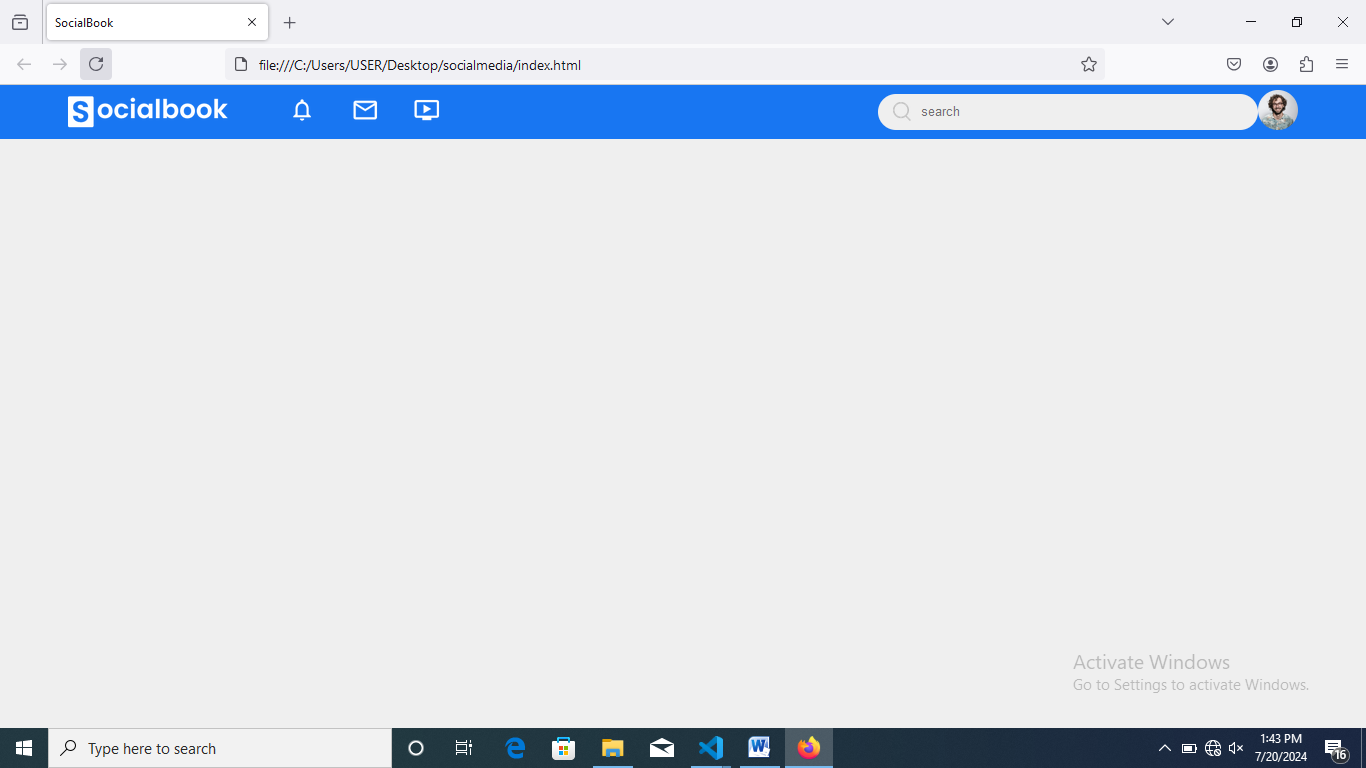 SocialBook
file:///C:/Users/USER/Desktop/socialmedia/index.html
Socialbook
search
Activate Windows
Go to Settings to activate Windows.
Type here to search
1:43 PM
7/20/2024
16